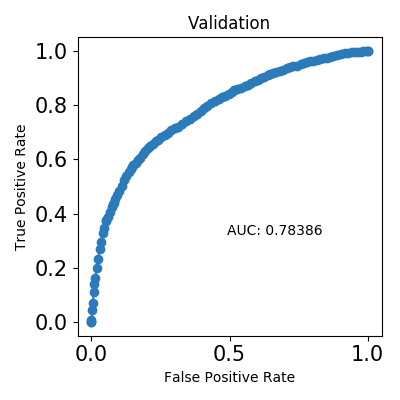 Validation
1.0
0.8
0.6
0.4
0.2
0.0
True Positive Rate
AUC: 0.78386
0.0 0.5 1.0
False Positive Rate